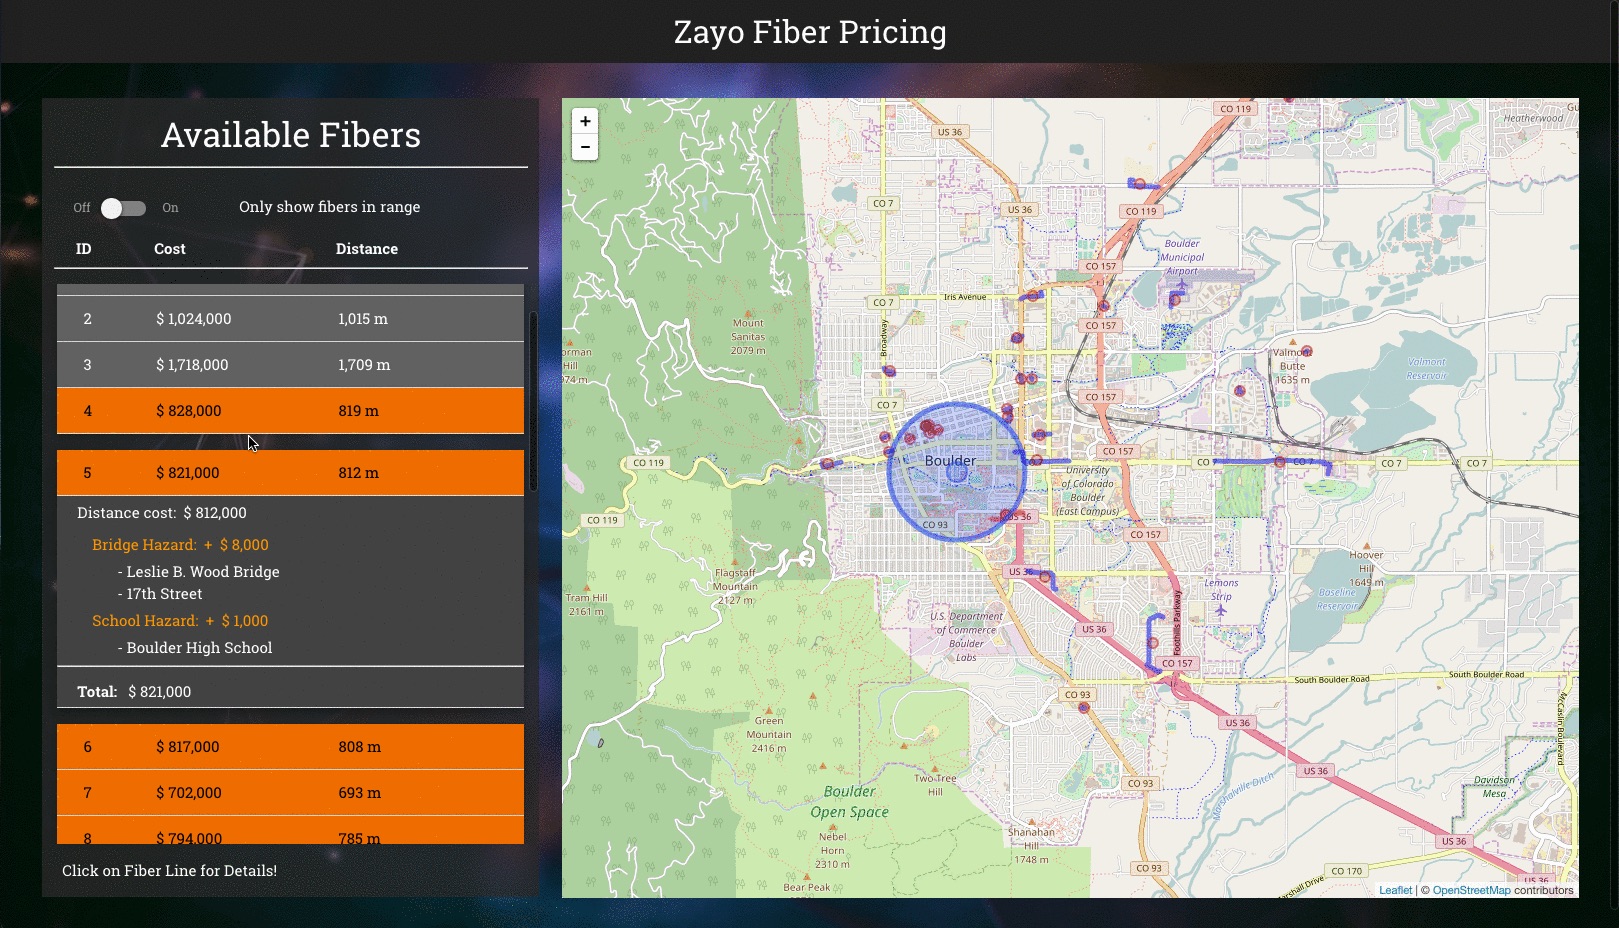 Zayo Fiber Pricing
Available Fibers
Off On Only show fibers in range
ID Cost Distance
2 $ 1,024,000 1,015 m
3 $ 1,718,000 1,709 m
4 $ 828,000 819 m
5 $ 821,000 812 m
Distance cost: $ 812,000
Bridge Hazard: + $ 8,000
- Leslie B. Wood Bridge
- 17th Street
School Hazard: + $ 1,000
- Boulder High School
Total: $ 821,000
6 $ 817,000 808 m
7 $ 702,000 693 m
8 $ 794,000 785 m
Click on Fiber Line for Details!
+
−
CO 119
Heatherwood
US 36
CO 7
US 36
CO 119
Boulder
Municipal
Airport
CO 157
CO 7
Iris Avenue
CO 157
Broadway
Mount
Sanitas
2079 m
Hill
Valmont
Butte
1635 m
Valmont
Reservoir
CO 7
CO 157
CO 157
CO 119
Boulder
CO
CO 7
CO 7
CO 7
University
of Colorado
Boulder
(East Campus)
CO 119
CO 93
US 36
CO 157
Flagstaff
Mountain
2127 m
Tram Hill
2161 m
US 36
Hoover
Hill
1649 m
Lemons
Strip
Baseline
Reservoir
U.S. Department
of Commerce
Boulder
Labs
US 36
Foothills Parkway
CO 157
South Boulder Road
South Boulder Road
CO 93
McCaslin Boulevard
Green
Mountain
2416 m
US 36
US 36
Two Tree
Hill
CO 93
Marshallville Ditch
Davidson
Mesa
Boulder
Open Space
Nebel
Horn
2310 m
Shanahan
Hill
1748 m
US 36
CO 93
CO 170
US 36
Bear Peak
Marshall Drive
Leaflet | © OpenStreetMap contributors